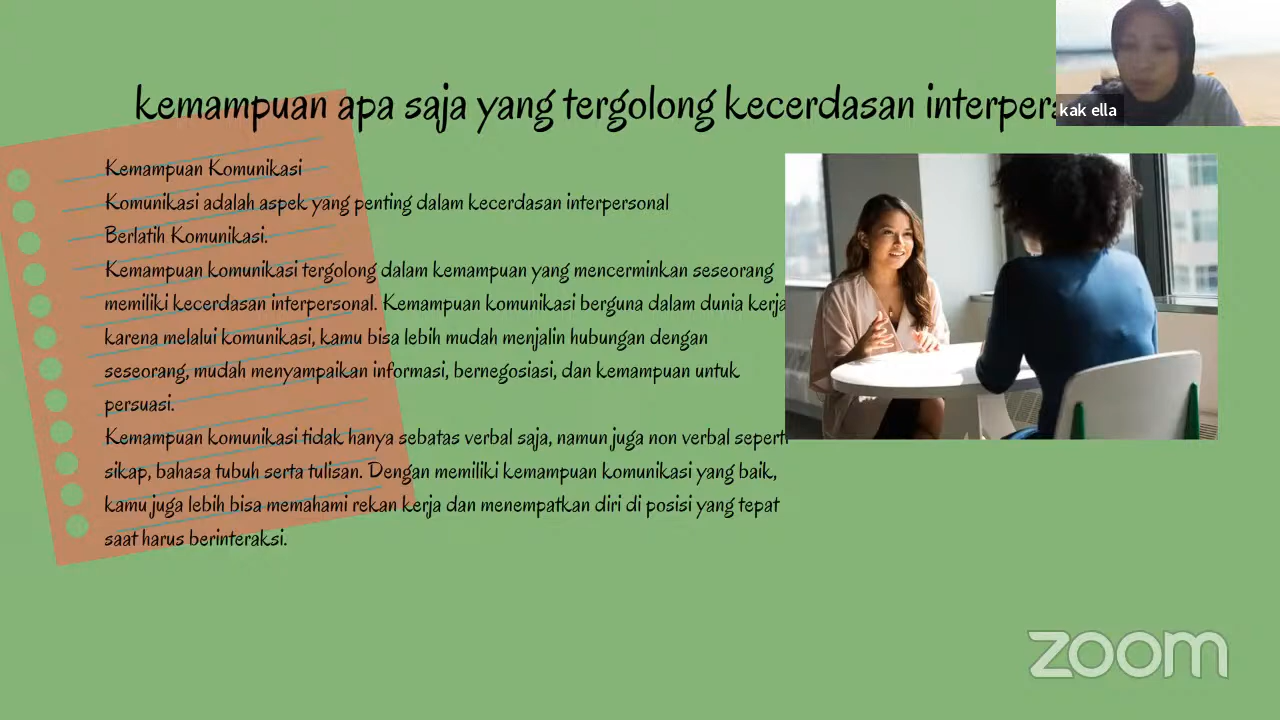 kemampuan apa saja yang tergolong kecerdasan
kak ella
Kemampuan Komunikasi
Komunikasi adalah aspek yang penting dalam kecerdasan interpersonal
Berlatih Komunikasi.
Kemampuan komunikasi tergolong dalam kemampuan yang mencerminkan seseorang
memiliki kecerdasan interpersonal. Kemampuan komunikasi berguna dalam dunia kerja
karena melalui komunikasi, kamu bisa lebih mudah menjalin hubungan dengan
seseorang, mudah menyampaikan informasi, bernegosiasi, dan kemampuan untuk
persuasi.
Kemampuan komunikasi tidak hanya sebatas verbal saja, namun juga non verbal seperti
sikap, bahasa tubuh serta tulisan. Dengan memiliki kemampuan komunikasi yang baik,
kamu juga lebih bisa memahami rekan kerja dan menempatkan diri di posisi yang tepat
saat harus berinteraksi.
zoom